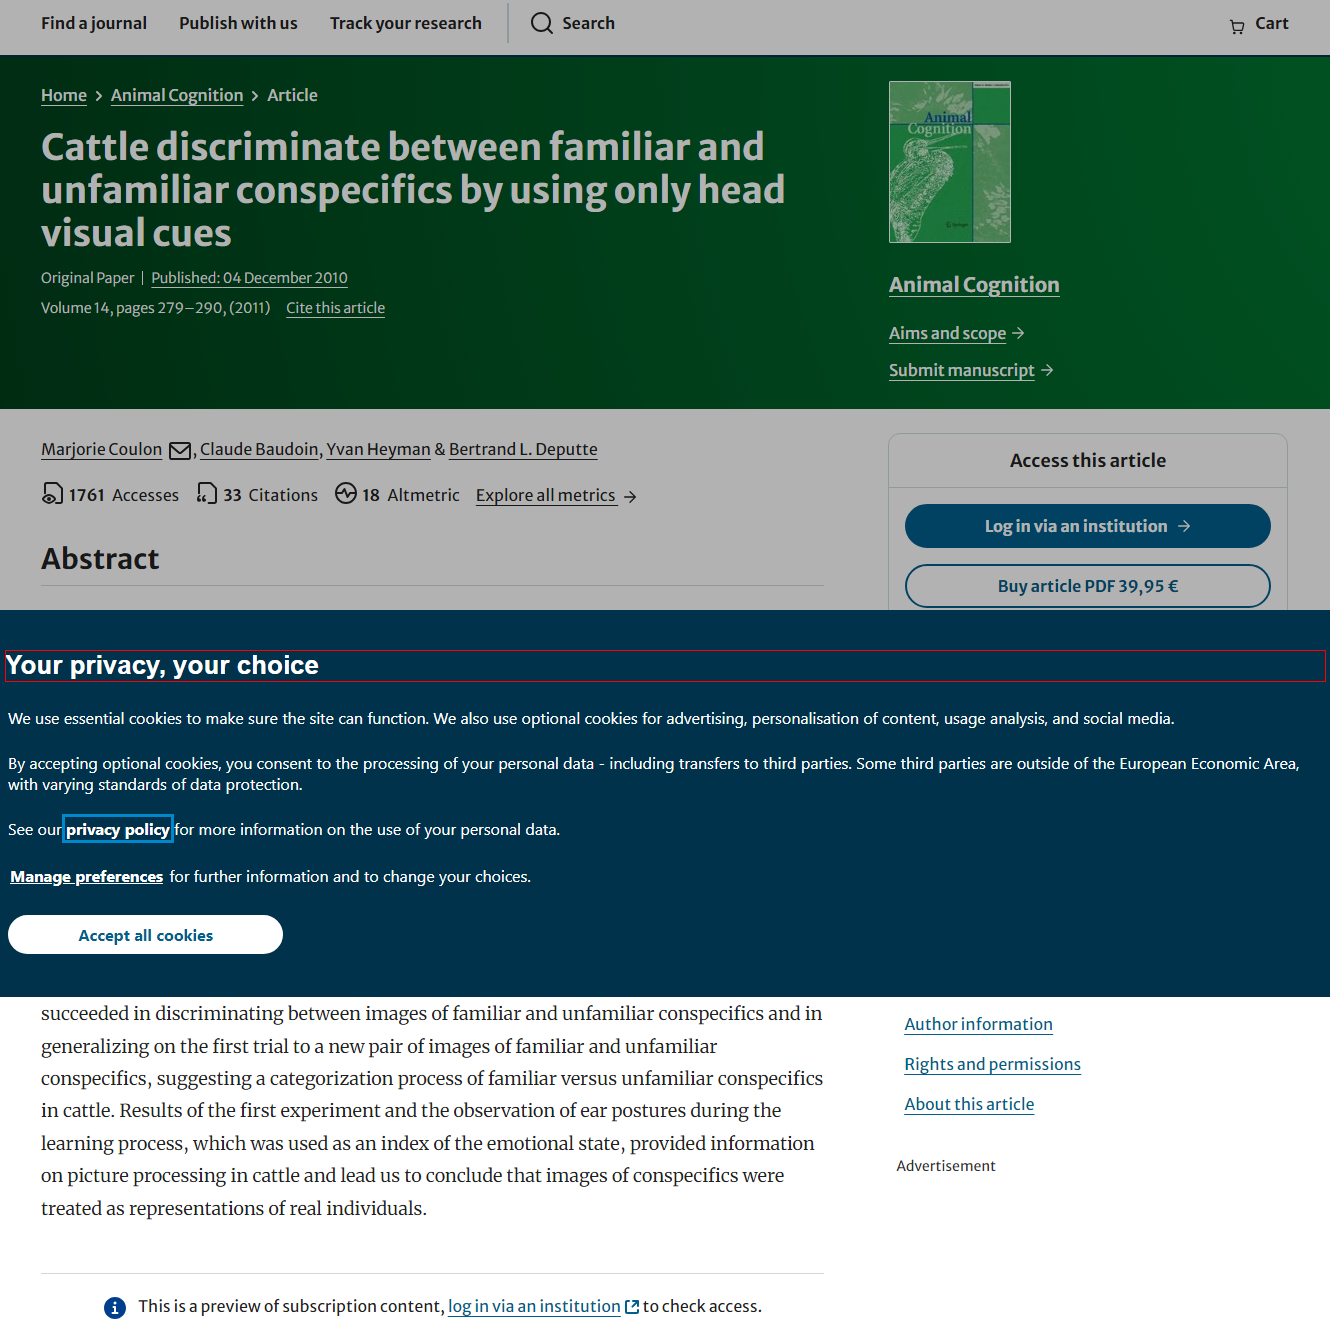 Find a journal Publish with us Track your research Search Cart
Home > Animal Cognition > Article
Cattle discriminate between familiar and
unfamiliar conspecifics by using only head
visual cues
Original Paper | Published: 04 December 2010
Volume 14, pages 279–290, (2011) Cite this article
Animal
Cognition
Animal Cognition
Aims and scope →
Submit manuscript →
Marjorie Coulon, Claude Baudoin, Yvan Heyman & Bertrand L. Deputte
1761 Accesses 33 Citations 18 Altmetric Explore all metrics →
Abstract
Access this article
Log in via an institution →
Buy article PDF 39,95 €
Your privacy, your choice
We use essential cookies to make sure the site can function. We also use optional cookies for advertising, personalisation of content, usage analysis, and social media.
By accepting optional cookies, you consent to the processing of your personal data - including transfers to third parties. Some third parties are outside of the European Economic Area,
with varying standards of data protection.
See our privacy policy for more information on the use of your personal data.
Manage preferences for further information and to change your choices.
Accept all cookies
succeeded in discriminating between images of familiar and unfamiliar conspecifics and in
generalizing on the first trial to a new pair of images of familiar and unfamiliar
conspecifics, suggesting a categorization process of familiar versus unfamiliar conspecifics
in cattle. Results of the first experiment and the observation of ear postures during the
learning process, which was used as an index of the emotional state, provided information
on picture processing in cattle and lead us to conclude that images of conspecifics were
treated as representations of real individuals.
Author information
Rights and permissions
About this article
Advertisement
This is a preview of subscription content, log in via an institution to check access.